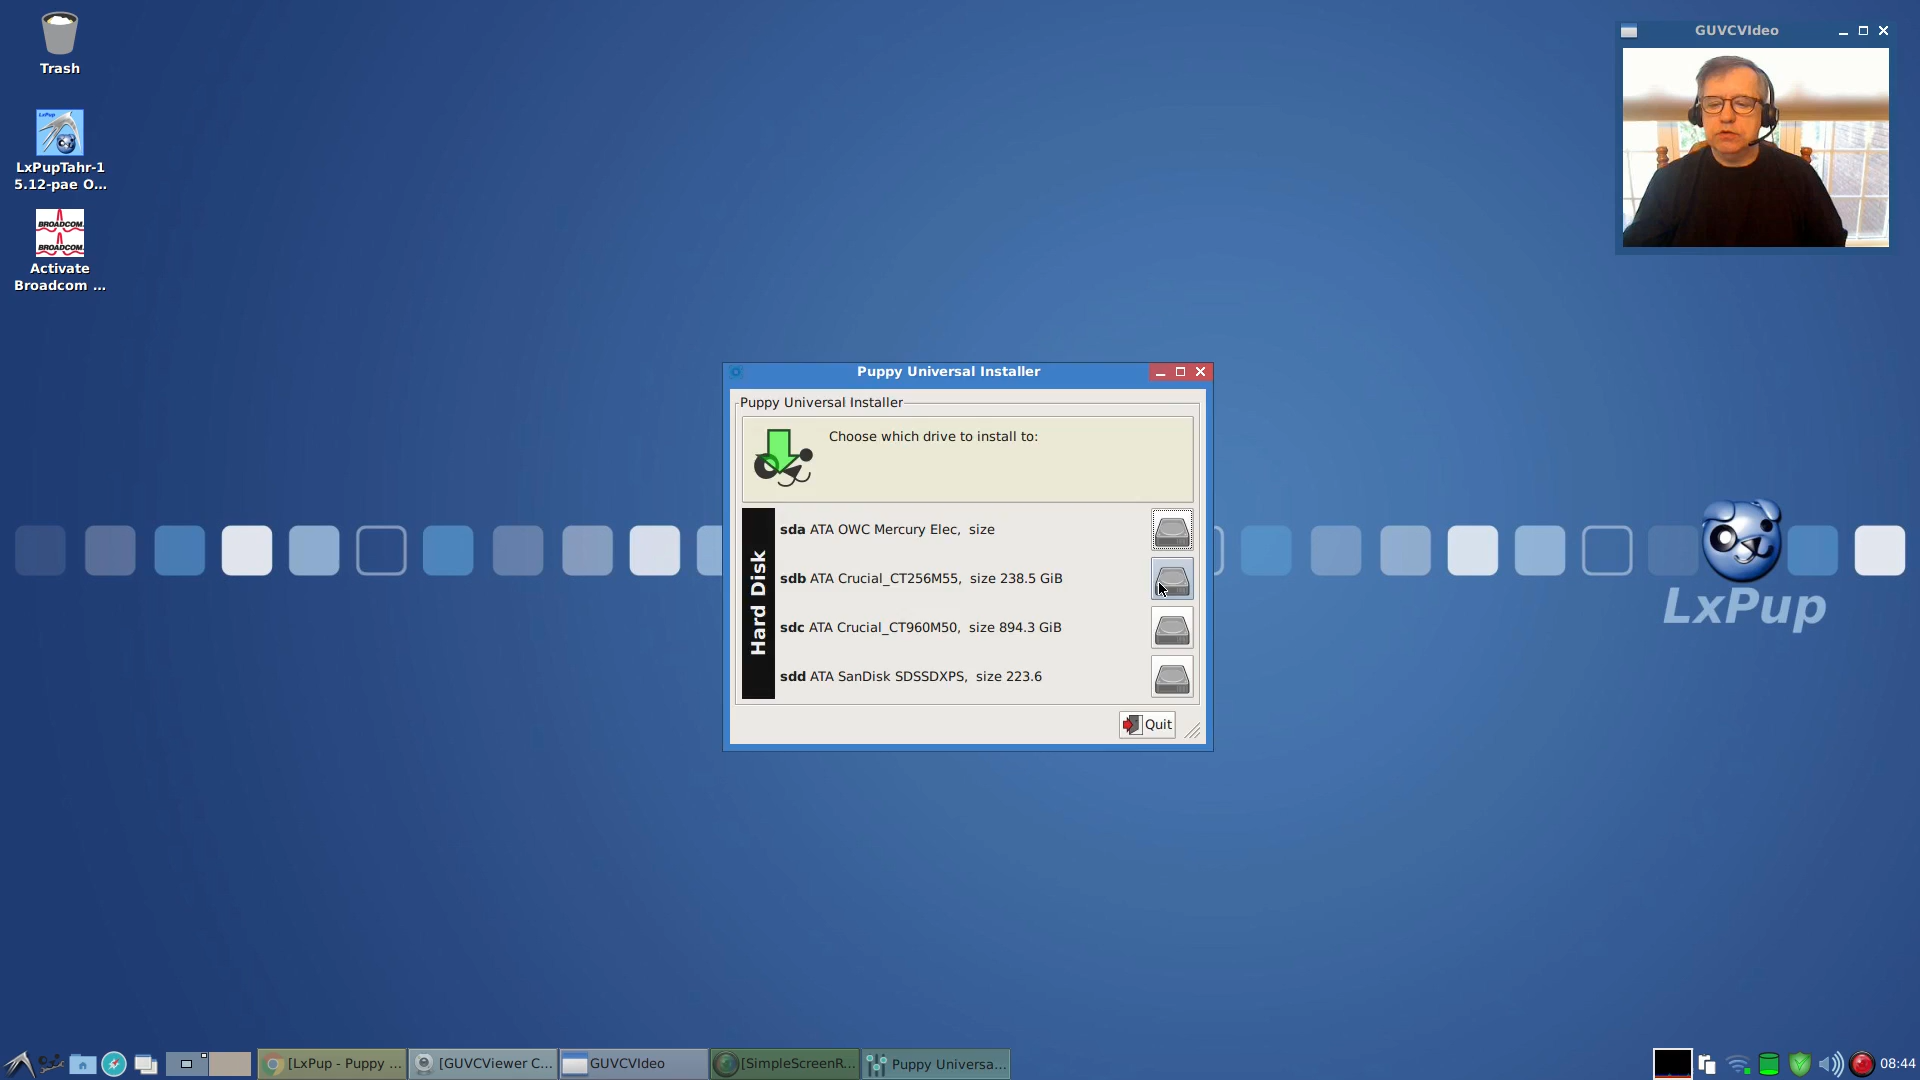 Trash
LxPup
LxPupTahr-1
5.12-pae O...
BROADCOM
BROADCOM
Activate
Broadcom ...
GUVCVIdeo
Puppy Universal Installer
Puppy Universal Installer
Choose which drive to install to:
Hard Disk
sda ATA OWC Mercury Elec, size
sdb ATA Crucial_CT256M55, size 238.5 GiB
sdc ATA Crucial_CT960M50, size 894.3 GiB
sdd ATA SanDisk SDSSDXPS, size 223.6
Quit
LxPup
[LxPup - Puppy ...
[GUVCViewer C...
GUVCVIdeo
[SimpleScreenR...
Puppy Universa...
08:44